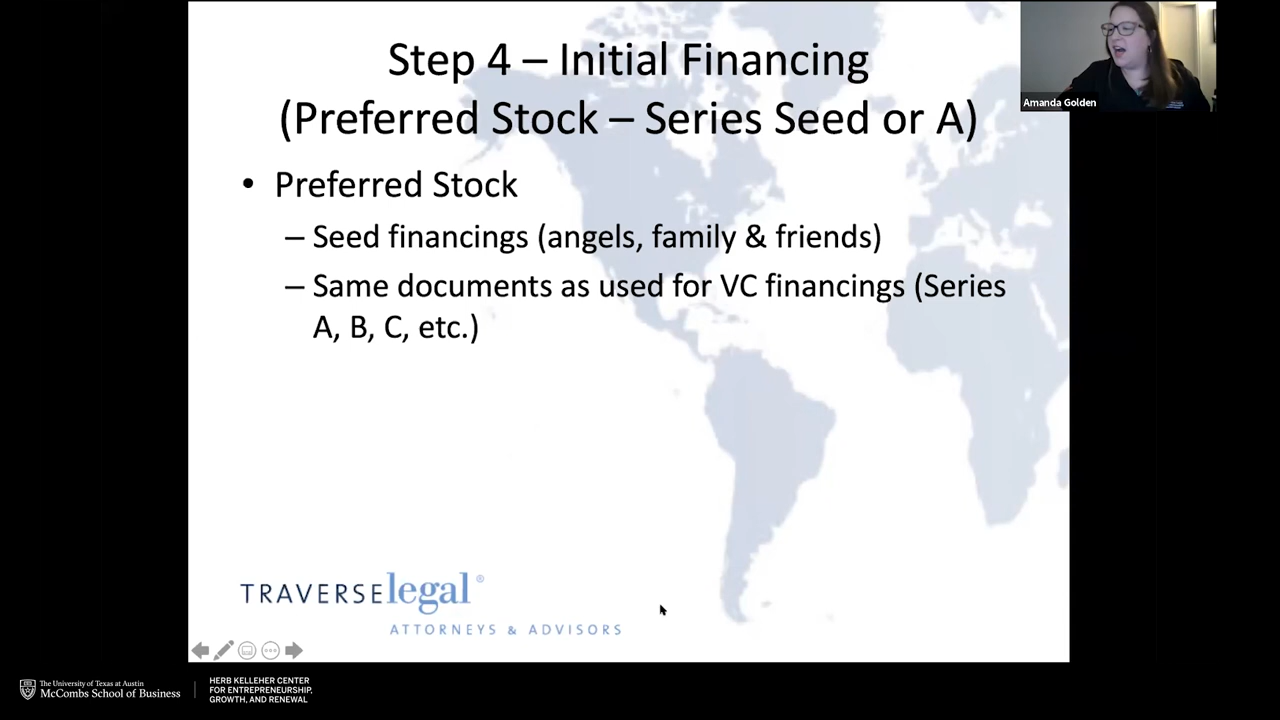 Step 4 – Initial Financing
(Preferred Stock – Series Seed or A)
• Preferred Stock
– Seed financings (angels, family & friends)
– Same documents as used for VC financings (Series
A, B, C, etc.)
Amanda Golden
TRAVERSElegal®
ATTORNEYS & ADVISORS
The University of Texas at Austin
McCombs School of Business
HERB KELLEHER CENTER
FOR ENTREPRENEURSHIP,
GROWTH, AND RENEWAL